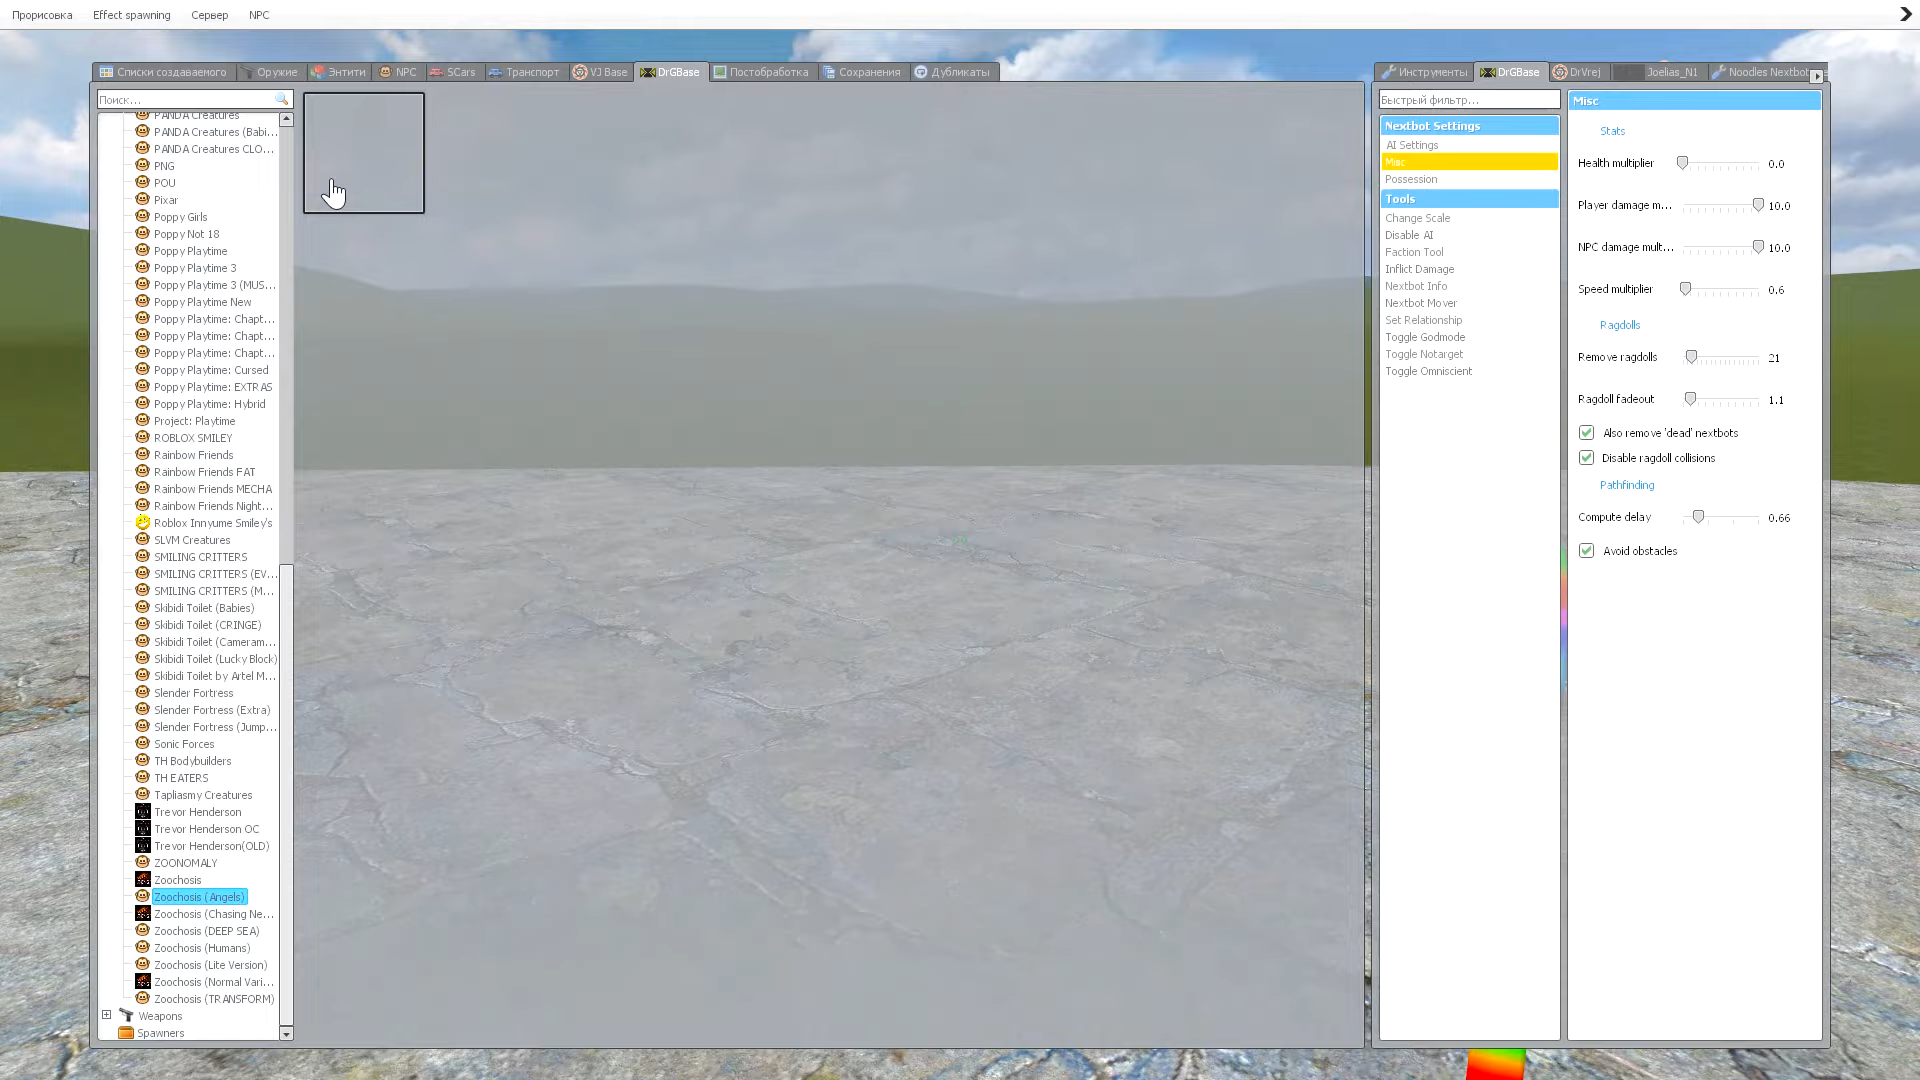 Прорисовка Effect spawning Сервер NPC
Списки создаваемого Оружие Энтити NPC SCars Транспорт VJ Base DrGBase Постобработка Сохранения Дубликаты
Поиск...
PANDA Creatures
PANDA Creatures (Babi...
PANDA Creatures CLO...
PNG
POU
Pixar
Poppy Girls
Poppy Not 18
Poppy Playtime
Poppy Playtime 3
Poppy Playtime 3 (MUS...
Poppy Playtime New
Poppy Playtime: Chapt...
Poppy Playtime: Chapt...
Poppy Playtime: Chapt...
Poppy Playtime: Cursed
Poppy Playtime: EXTRAS
Poppy Playtime: Hybrid
Project: Playtime
ROBLOX SMILEY
Rainbow Friends
Rainbow Friends FAT
Rainbow Friends MECHA
Rainbow Friends Night...
Roblox Innyume Smiley's
SLVM Creatures
SMILING CRITTERS
SMILING CRITTERS (EV...
SMILING CRITTERS (M...
Skibidi Toilet (Babies)
Skibidi Toilet (CRINGE)
Skibidi Toilet (Cameram...
Skibidi Toilet (Lucky Block)
Skibidi Toilet by Artel M...
Slender Fortress
Slender Fortress (Extra)
Slender Fortress (Jump...
Sonic Forces
TH Bodybuilders
TH EATERS
Tapliasmy Creatures
Trevor Henderson
Trevor Henderson OC
Trevor Henderson(OLD)
ZOONOMALY
Zoochosis
Zoochosis (Angels)
Zoochosis (Chasing Ne...
Zoochosis (DEEP SEA)
Zoochosis (Humans)
Zoochosis (Lite Version)
Zoochosis (Normal Vari...
Zoochosis (TRANSFORM)
Weapons
Spawners
Инструменты DrGBase DrVrej Joelias_N1 Noodles Nextbot
Быстрый фильтр...
Nextbot Settings
AI Settings
Misc
Possession
Tools
Change Scale
Disable AI
Faction Tool
Inflict Damage
Nextbot Info
Nextbot Mover
Set Relationship
Toggle Godmode
Toggle Notarget
Toggle Omniscient
Misc
Stats
Health multiplier 0.0
Player damage m... 10.0
NPC damage mult... 10.0
Speed multiplier 0.6
Ragdolls
Remove ragdolls 21
Ragdoll fadeout 1.1
Also remove 'dead' nextbots
Disable ragdoll collisions
Pathfinding
Compute delay 0.66
Avoid obstacles